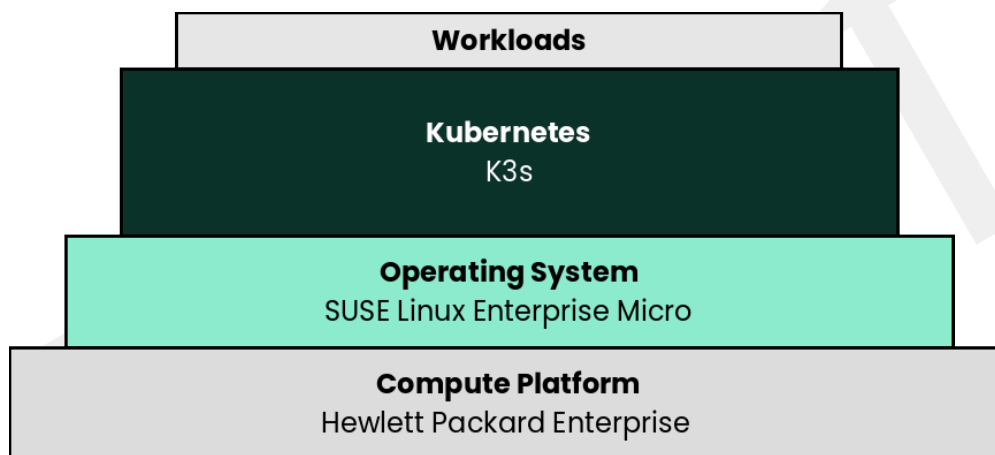 Workloads
Kubernetes
K3s
Operating System
SUSE Linux Enterprise Micro
Compute Platform
Hewlett Packard Enterprise